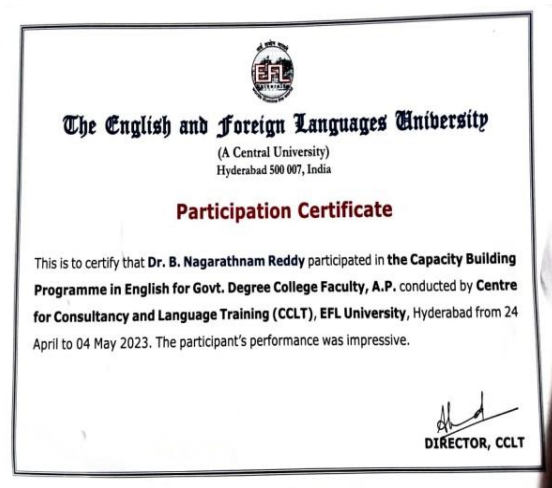 EFL
The English and Foreign Languages University
(A Central University)
Hyderabad 500 007, India
Participation Certificate
This is to certify that Dr. B. Nagarathnam Reddy participated in the Capacity Building
Programme in English for Govt. Degree College Faculty, A.P. conducted by Centre
for Consultancy and Language Training (CCLT), EFL University, Hyderabad from 24
April to 04 May 2023. The participant's performance was impressive.
DIRECTOR, CCLT